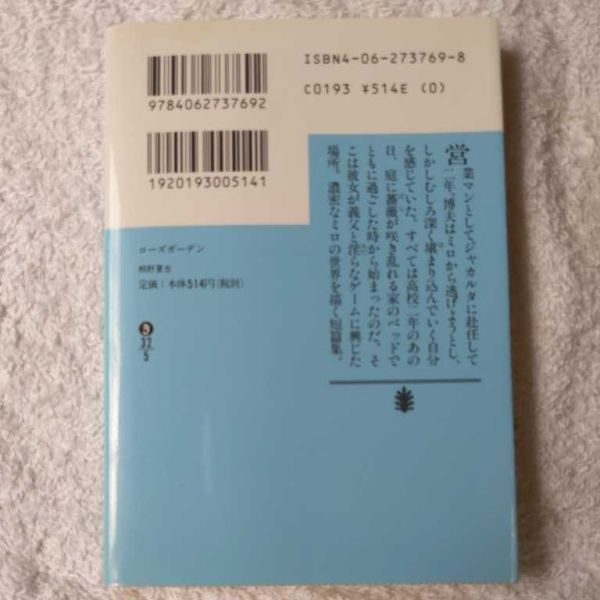 ISBN4-06-273769-8
C0193 ¥514E (0)
9784062737692
1920193005141
営業マンとしてジャカルタに赴任して
二年、博夫はミロから逃げようとし、
しかしむしろ深く嵌まり込んでいく自分
を感じていた。すべては高校二年のあの
日、庭に薔薇が咲き乱れる家のベッドで
ともに過ごした時から始まったのだ。そ
こは彼女が義父と淫らなゲームに興じた
場所。濃密なミロの世界を描く短篇集。
ローズガーデン
桐野夏生
定価：本体514円(税別)
き
32
5